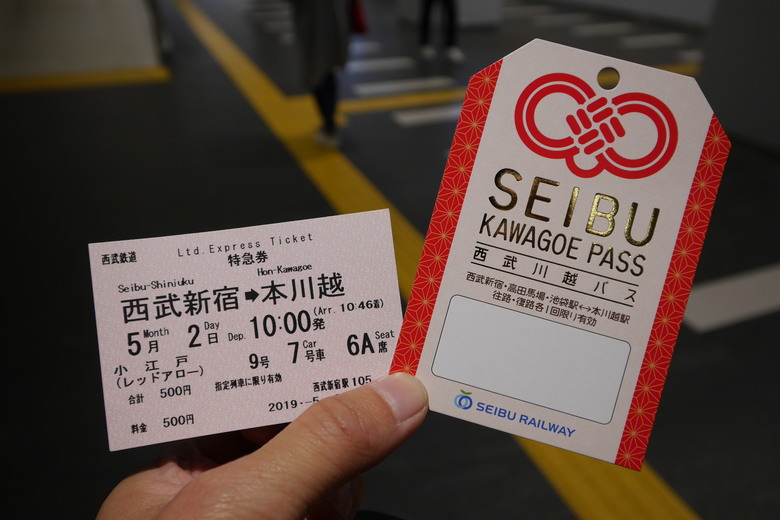 西武鉄道
Ltd.Express Ticket
特急券
Seibu-Shinjuku Hon-Kawagoe
西武新宿➡本川越
5 Month 月 2 Day 日 Dep. 10:00発 (Arr. 10:46着)
小江戸 9号 7 Car 号車 6A Seat 席
(レッドアロー)
合計 500円 指定列車に限り有効 西武新宿駅105
料金 500円 2019.-5.
SEIBU
KAWAGOE PASS
西武川越パス
西武新宿・高田馬場・池袋駅↔本川越駅
往路・復路各1回限り有効
SEIBU RAILWAY